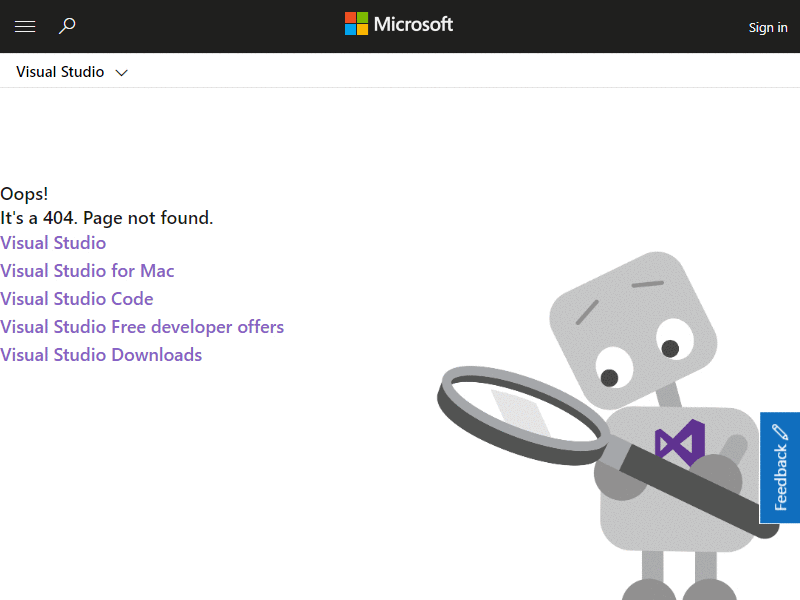 Microsoft
Sign in
Visual Studio
Oops!
It's a 404. Page not found.
Visual Studio
Visual Studio for Mac
Visual Studio Code
Visual Studio Free developer offers
Visual Studio Downloads
Feedback